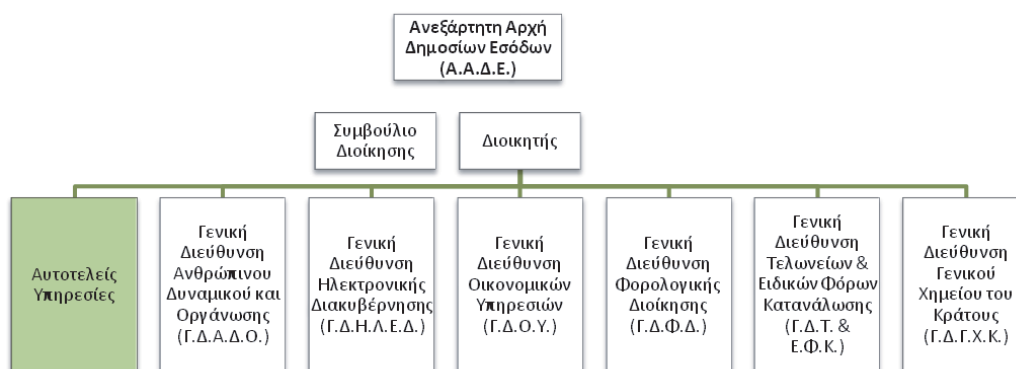 Ανεξάρτητη Αρχή
Δημοσίων Εσόδων
(Α.Α.Δ.Ε.)
Συμβούλιο
Διοίκησης
Διοικητής
Αυτοτελείς
Υπηρεσίες
Γενική
Διεύθυνση
Ανθρώπινου
Δυναμικού και
Οργάνωσης
(Γ.Δ.Α.Δ.Ο.)
Γενική
Διεύθυνση
Ηλεκτρονικής
Διακυβέρνησης
(Γ.Δ.Η.Λ.Ε.Δ.)
Γενική
Διεύθυνση
Οικονομικών
Υπηρεσιών
(Γ.Δ.Ο.Υ.)
Γενική
Διεύθυνση
Φορολογικής
Διοίκησης
(Γ.Δ.Φ.Δ.)
Γενική
Διεύθυνση
Τελωνείων &
Ειδικών Φόρων
Κατανάλωσης
(Γ.Δ.Τ. &
Ε.Φ.Κ.)
Γενική
Διεύθυνση
Γενικού
Χημείου του
Κράτους
(Γ.Δ.Γ.Χ.Κ.)